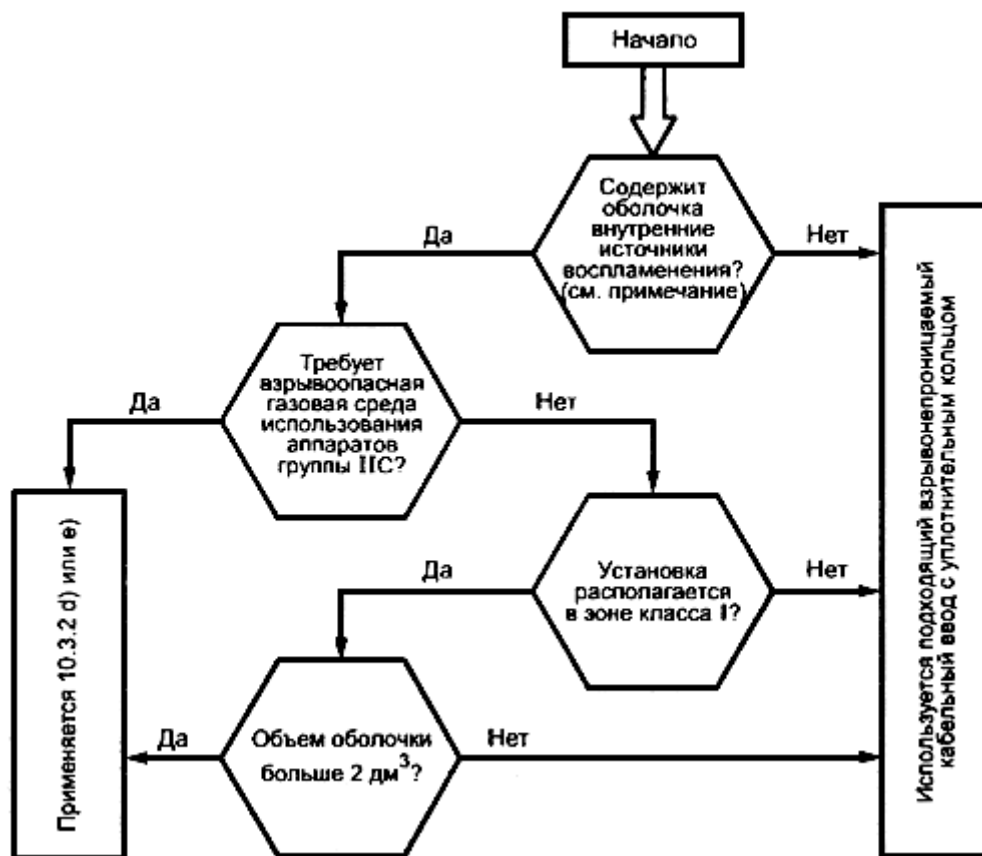 Начало
Содержит
оболочка
внутренние
источники
воспламенения?
(см. примечание)
Да
Нет
Требует
взрывоопасная
газовая среда
использования
аппаратов
группы IIC?
Да
Нет
Установка
располагается
в зоне класса I?
Да
Нет
Объем оболочки
больше 2 дм³?
Да
Нет
Применяется 10.3.2 d) или e)
Используется подходящий взрывонепроницаемый
кабельный ввод с уплотнительным кольцом